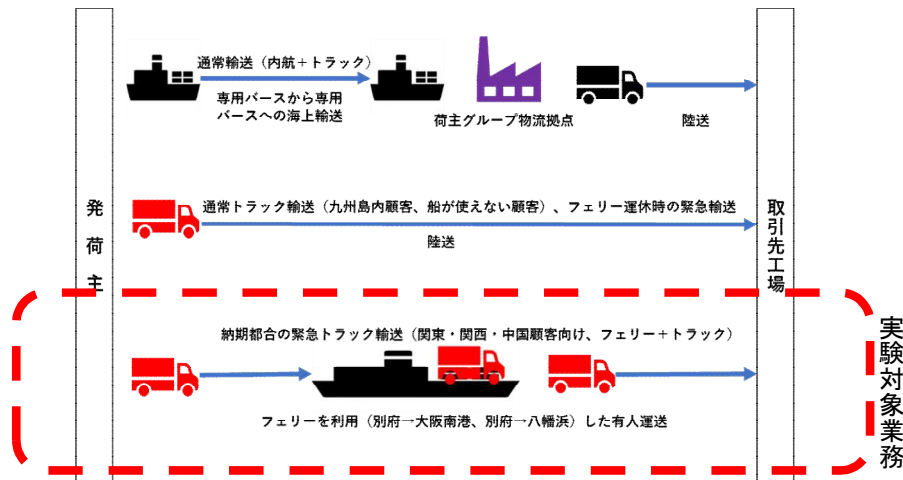 通常輸送（内航＋トラック）
専用バースから専用
バースへの海上輸送
荷主グループ物流拠点
陸送
発荷主
通常トラック輸送（九州島内顧客、船が使えない顧客）、フェリー運休時の緊急輸送
陸送
取引先工場
納期都合の緊急トラック輸送（関東・関西・中国顧客向け、フェリー＋トラック）
フェリーを利用（別府→大阪南港、別府→八幡浜）した有人運送
実験対象業務